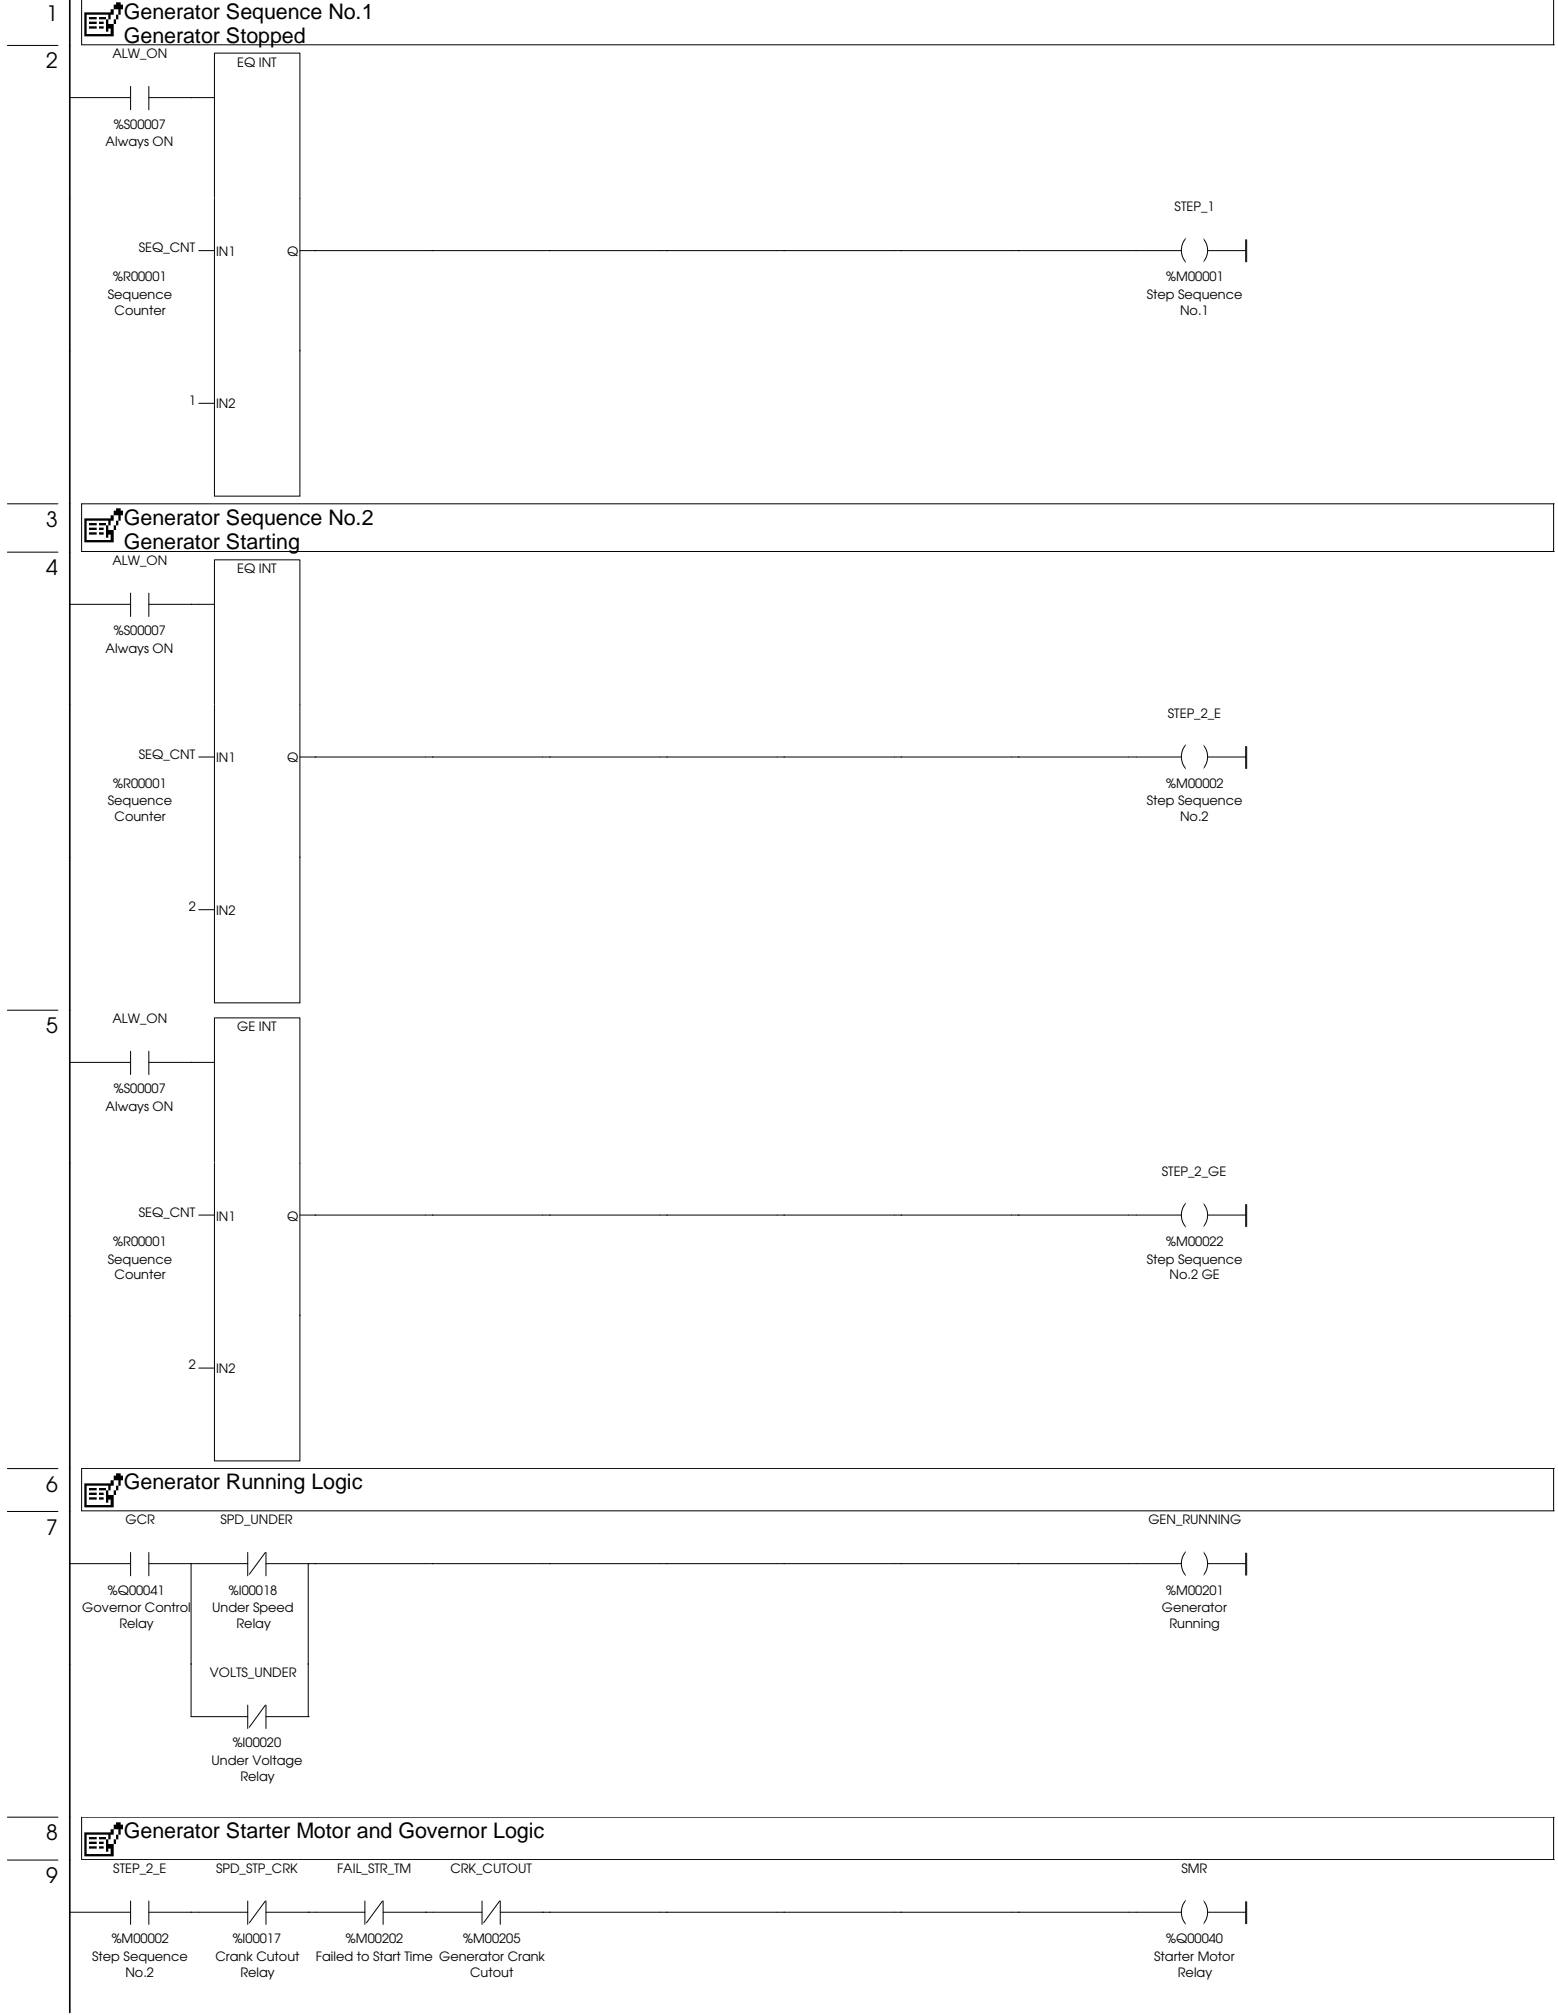 1
Generator Sequence No.1
Generator Stopped
2
ALW_ON
EQ INT
%S00007
Always ON
STEP_1
SEQ_CNT
IN1
Q
%R00001
Sequence
Counter
%M00001
Step Sequence
No.1
1
IN2
3
Generator Sequence No.2
Generator Starting
4
ALW_ON
EQ INT
%S00007
Always ON
STEP_2_E
SEQ_CNT
IN1
Q
%R00001
Sequence
Counter
%M00002
Step Sequence
No.2
2
IN2
5
ALW_ON
GE INT
%S00007
Always ON
STEP_2_GE
SEQ_CNT
IN1
Q
%R00001
Sequence
Counter
%M00022
Step Sequence
No.2 GE
2
IN2
6
Generator Running Logic
7
GCR
SPD_UNDER
GEN_RUNNING
%Q00041
Governor Control
Relay
%I00018
Under Speed
Relay
%M00201
Generator
Running
VOLTS_UNDER
%I00020
Under Voltage
Relay
8
Generator Starter Motor and Governor Logic
9
STEP_2_E
SPD_STP_CRK
FAIL_STR_TM
CRK_CUTOUT
SMR
%M00002
Step Sequence
No.2
%I00017
Crank Cutout
Relay
%M00202
Failed to Start Time
%M00205
Generator Crank
Cutout
%Q00040
Starter Motor
Relay